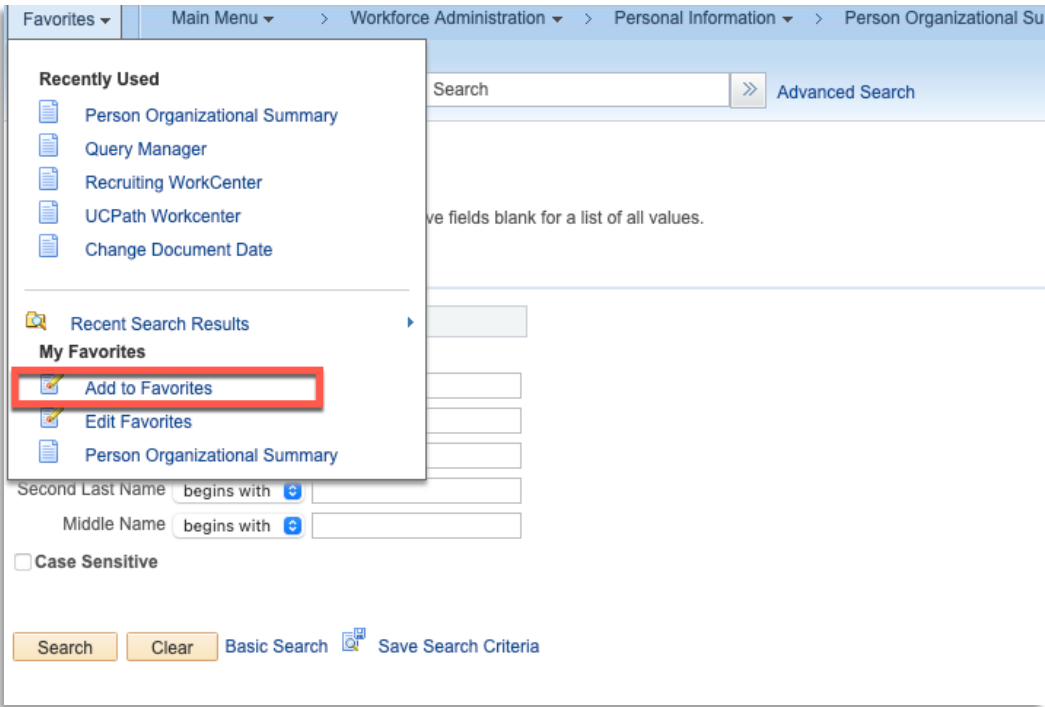 Favorites Main Menu > Workforce Administration > Personal Information > Person Organizational Su
Recently Used
Search » Advanced Search
Person Organizational Summary
Query Manager
Recruiting WorkCenter
UCPath Workcenter
ve fields blank for a list of all values.
Change Document Date
Recent Search Results
My Favorites
Add to Favorites
Edit Favorites
Person Organizational Summary
Second Last Name begins with
Middle Name begins with
Case Sensitive
Search Clear Basic Search Save Search Criteria